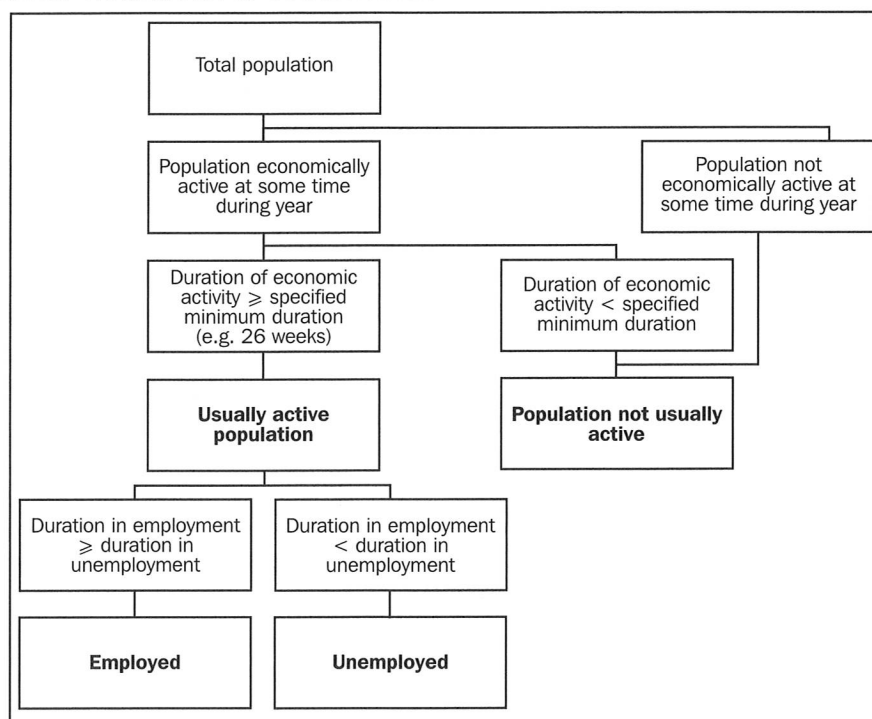 Total population
Population economically
active at some time
during year
Population not
economically active at
some time during year
Duration of economic
activity ⩾ specified
minimum duration
(e.g. 26 weeks)
Duration of economic
activity < specified
minimum duration
Usually active
population
Population not usually
active
Duration in employment
⩾ duration in
unemployment
Duration in employment
< duration in
unemployment
Employed
Unemployed